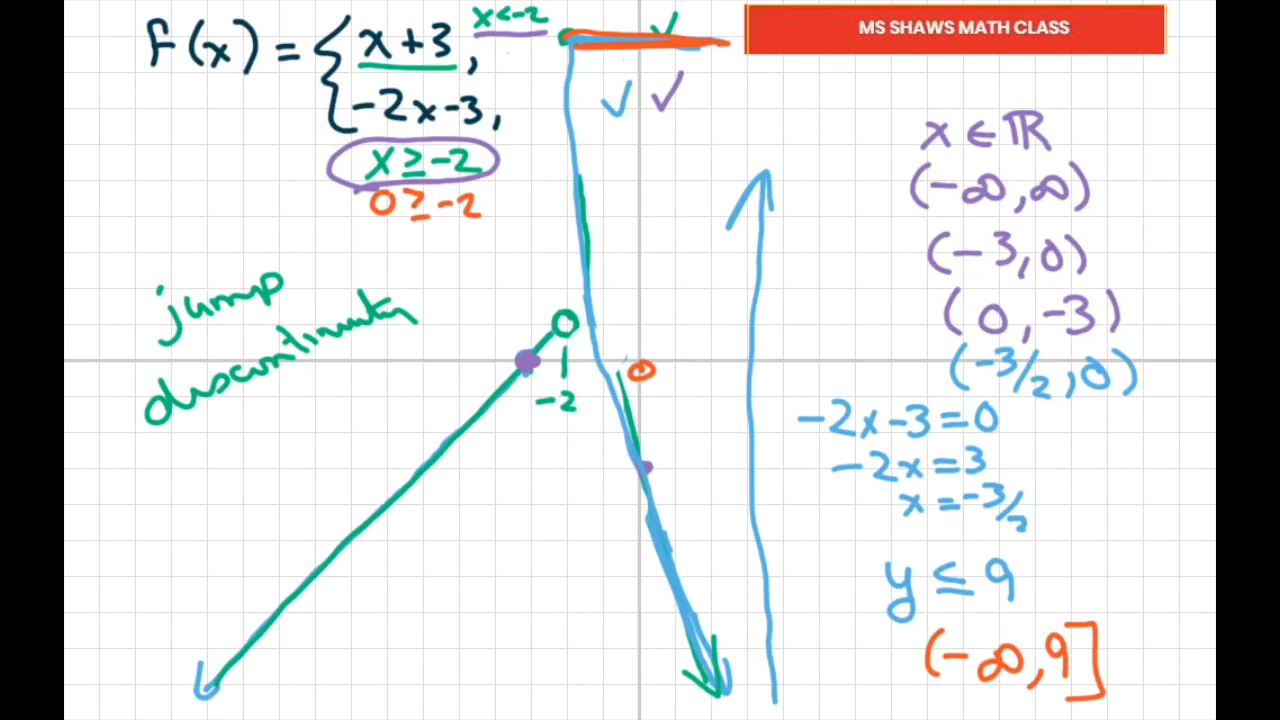 f(x) = { x+3, x<-2
-2x-3,
x ≥ -2
0 ≥ -2
MS SHAWS MATH CLASS
jump
discontinuity
-2
0
x ∈ ℝ
(-∞, ∞)
(-3, 0)
(0, -3)
(-3/2, 0)
-2x-3=0
-2x=3
x=-3/2
y ≤ 9
(-∞, 9]